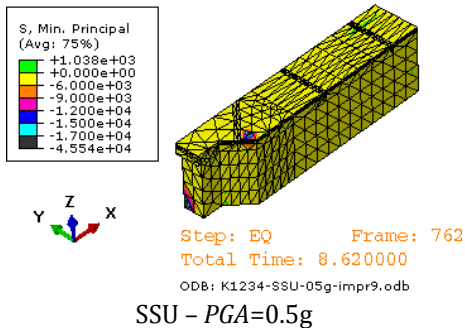 S, Min. Principal
(Avg: 75%)
+1.038e+03
+0.000e+00
-6.000e+03
-9.000e+03
-1.200e+04
-1.500e+04
-1.700e+04
-4.554e+04
Z
Y X
Step: EQ Frame: 762
Total Time: 8.620000
ODB: K1234-SSU-05g-impr9.odb
SSU – PGA=0.5g